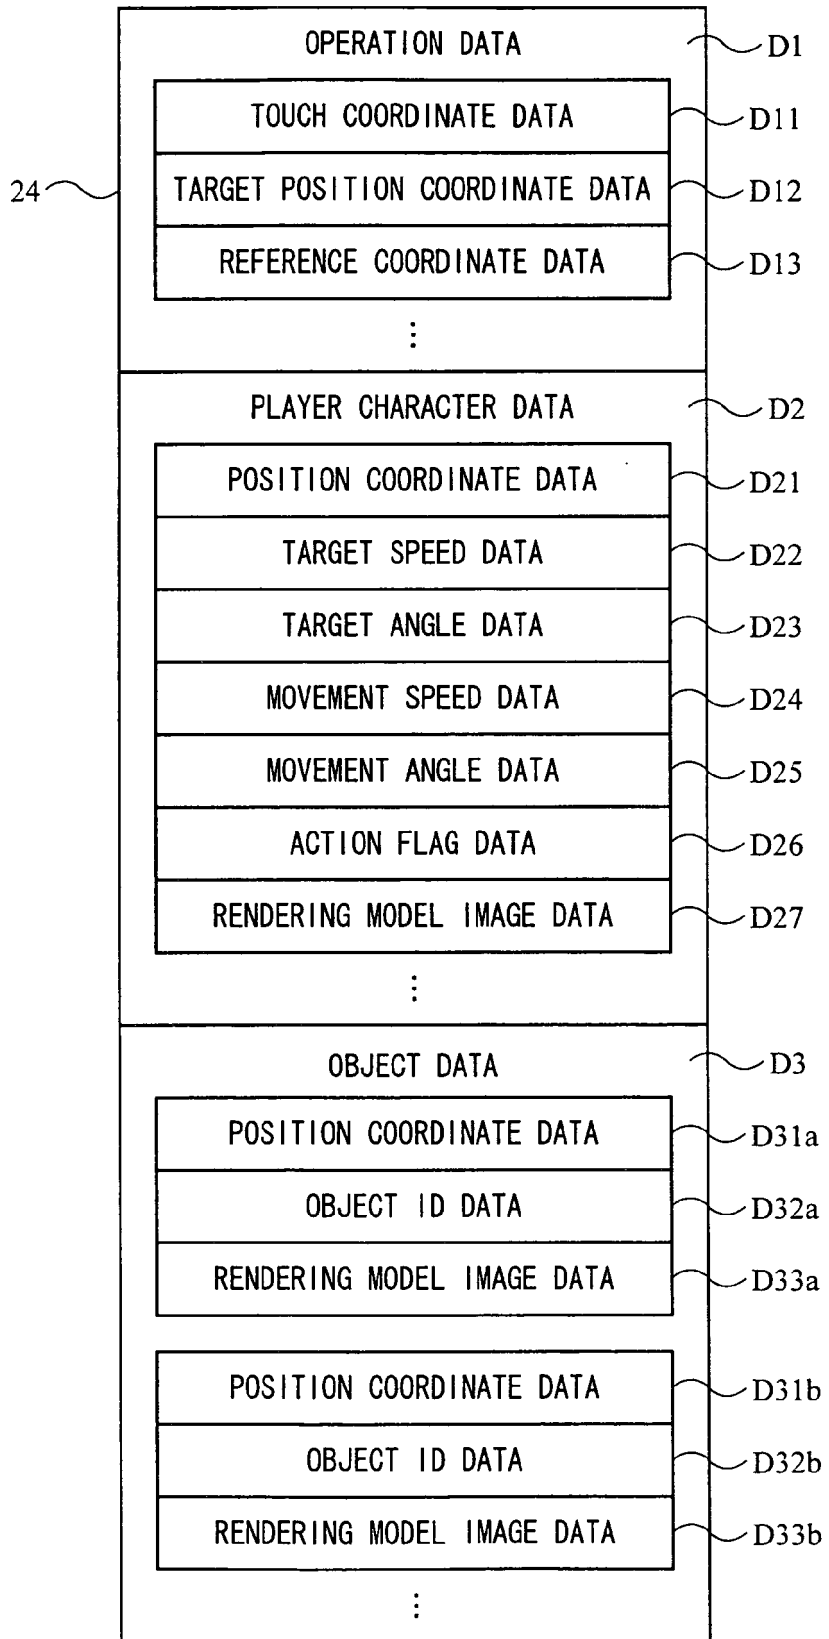 OPERATION DATA D1
TOUCH COORDINATE DATA D11
24 TARGET POSITION COORDINATE DATA D12
REFERENCE COORDINATE DATA D13
⋮
PLAYER CHARACTER DATA D2
POSITION COORDINATE DATA D21
TARGET SPEED DATA D22
TARGET ANGLE DATA D23
MOVEMENT SPEED DATA D24
MOVEMENT ANGLE DATA D25
ACTION FLAG DATA D26
RENDERING MODEL IMAGE DATA D27
⋮
OBJECT DATA D3
POSITION COORDINATE DATA D31a
OBJECT ID DATA D32a
RENDERING MODEL IMAGE DATA D33a
POSITION COORDINATE DATA D31b
OBJECT ID DATA D32b
RENDERING MODEL IMAGE DATA D33b
⋮